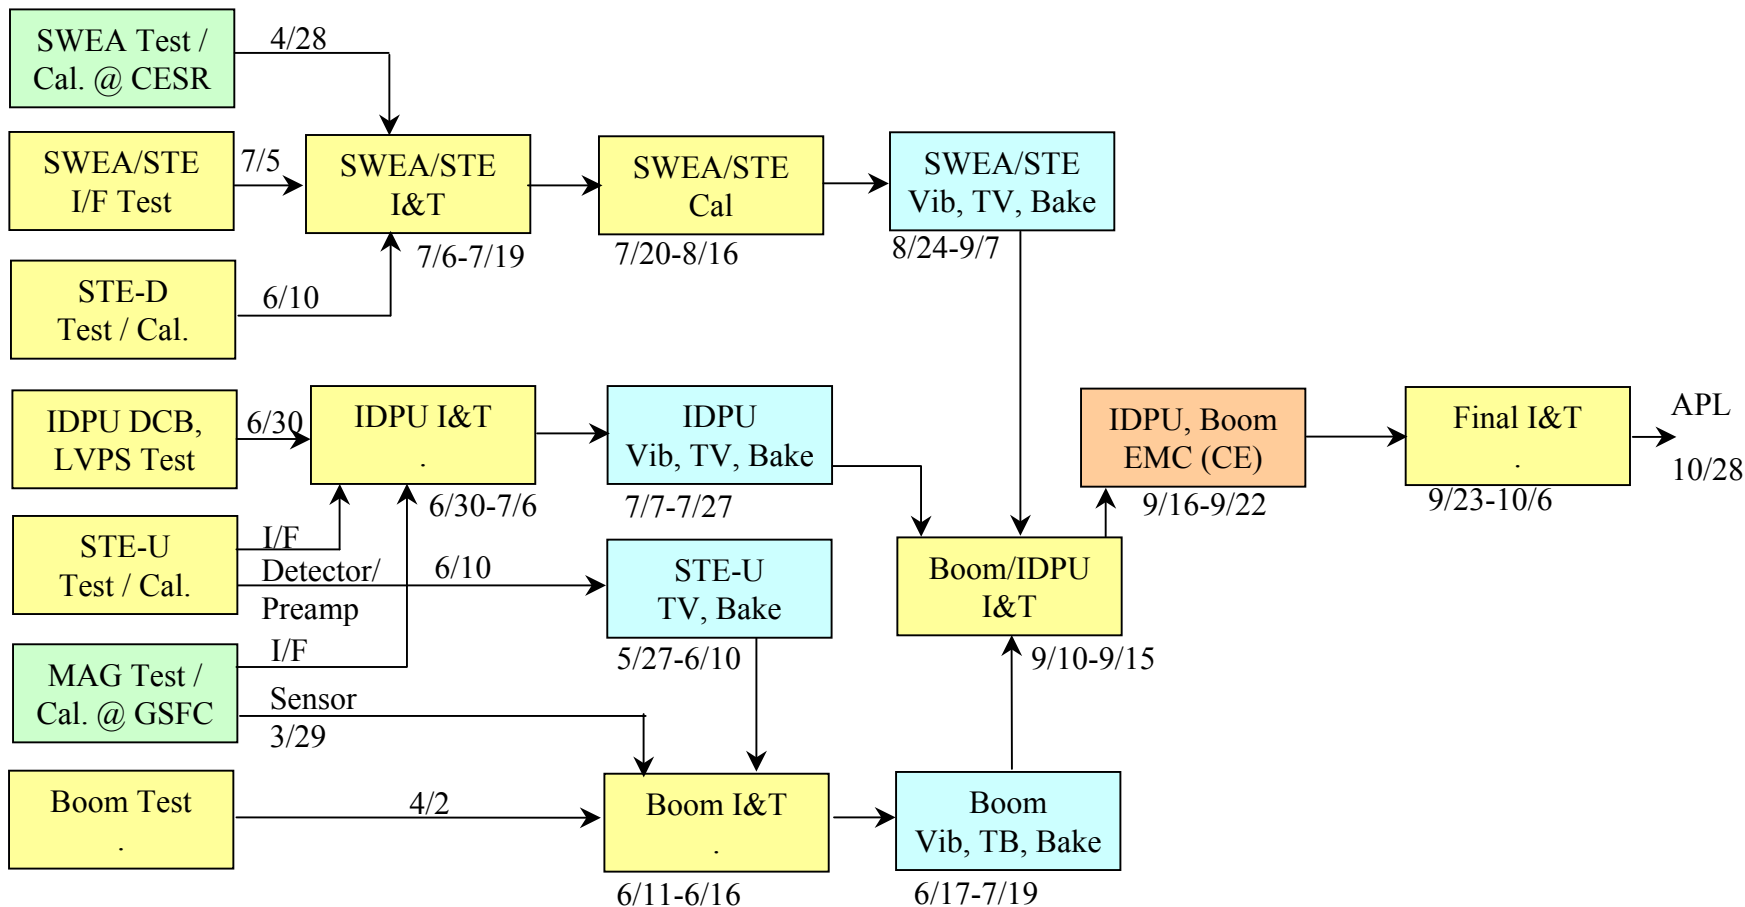 SWEA Test /
Cal. @ CESR
4/28
SWEA/STE
I/F Test
7/5
SWEA/STE
I&T
7/6-7/19
SWEA/STE
Cal
7/20-8/16
SWEA/STE
Vib, TV, Bake
8/24-9/7
STE-D
Test / Cal.
6/10
IDPU DCB,
LVPS Test
6/30
IDPU I&T
.
6/30-7/6
IDPU
Vib, TV, Bake
7/7-7/27
IDPU, Boom
EMC (CE)
9/16-9/22
Final I&T
.
9/23-10/6
APL
10/28
STE-U
Test / Cal.
I/F
Detector/
Preamp
6/10
STE-U
TV, Bake
5/27-6/10
Boom/IDPU
I&T
9/10-9/15
MAG Test /
Cal. @ GSFC
I/F
Sensor
3/29
Boom Test
.
4/2
Boom I&T
.
6/11-6/16
Boom
Vib, TB, Bake
6/17-7/19